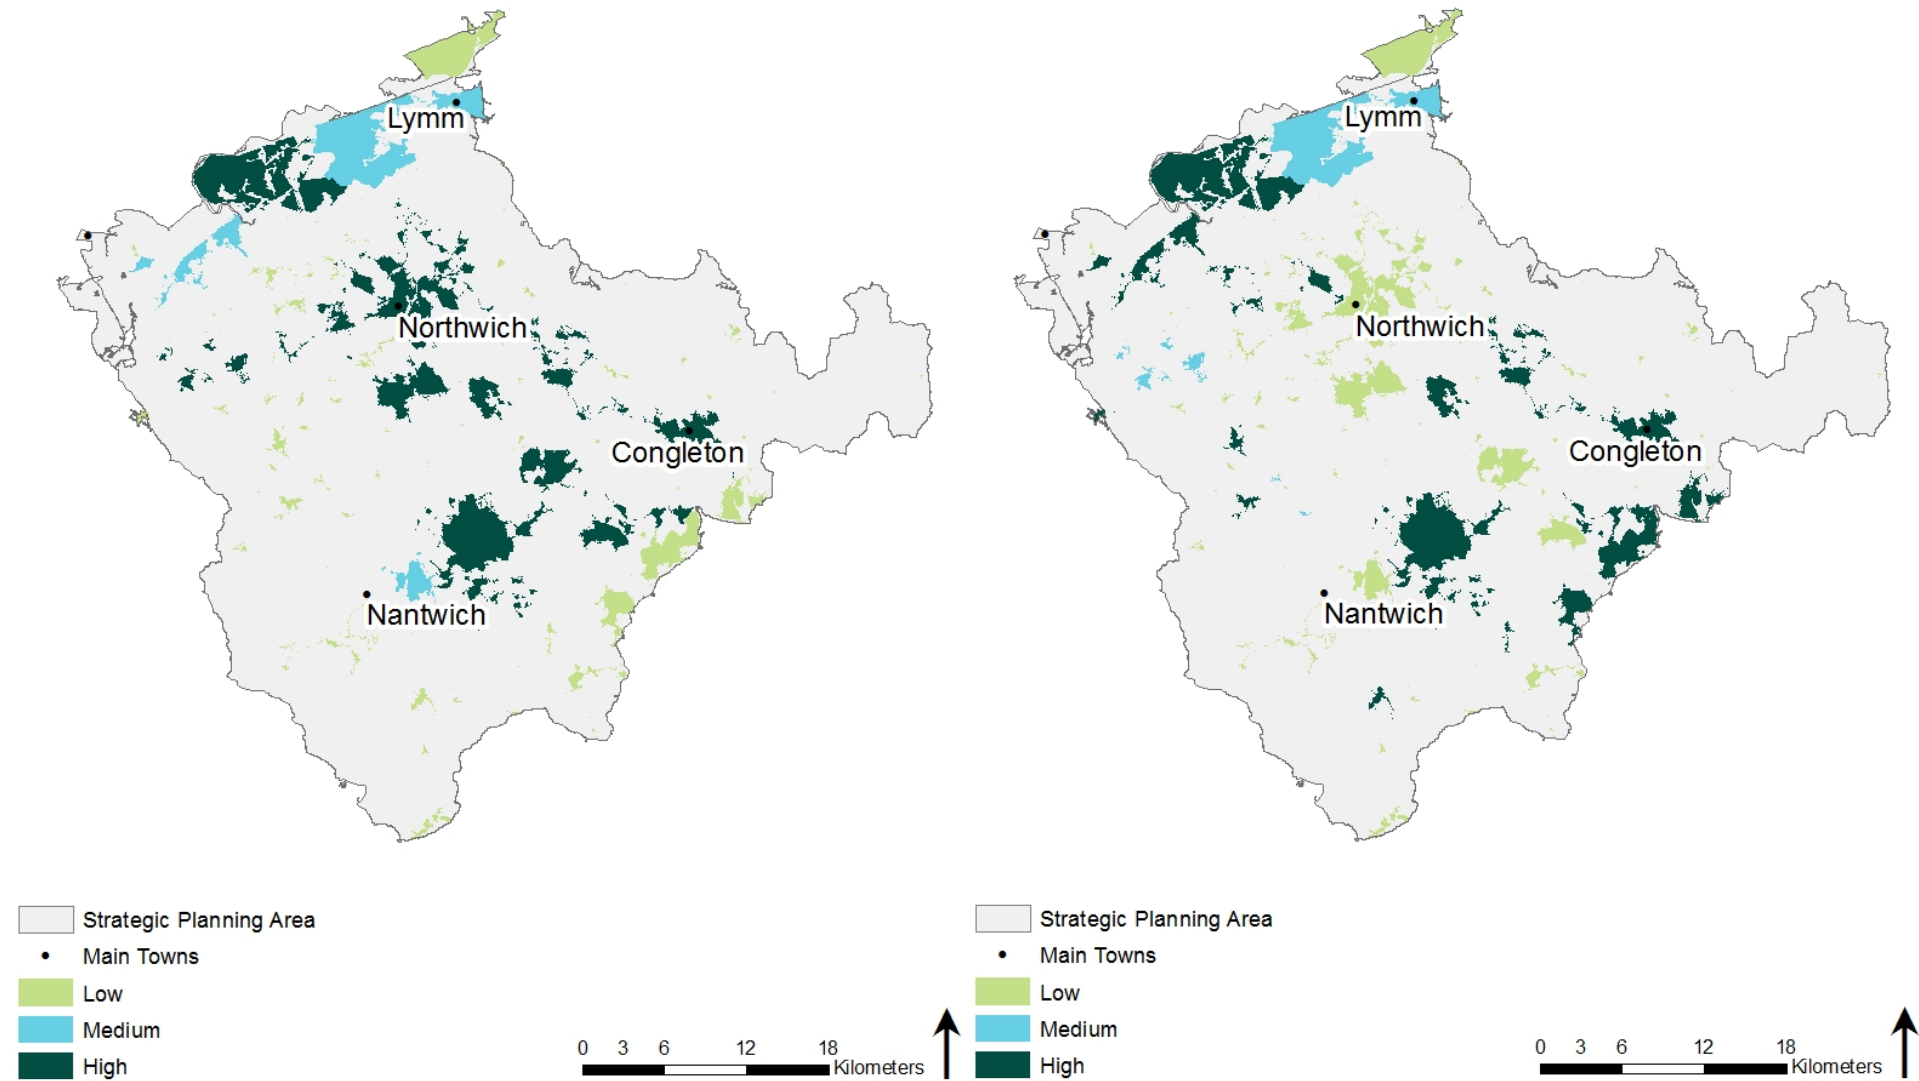 Lymm
Northwich
Congleton
Nantwich
Strategic Planning Area
Main Towns
Low
Medium
High
0 3 6 12 18
Kilometers
Lymm
Northwich
Congleton
Nantwich
Strategic Planning Area
Main Towns
Low
Medium
High
0 3 6 12 18
Kilometers